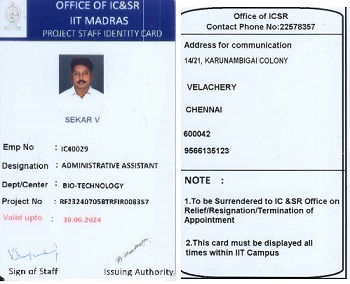 OFFICE OF IC&SR
IIT MADRAS
PROJECT STAFF IDENTITY CARD
SEKAR V
Emp No : IC40029
Designation : ADMINISTRATIVE ASSISTANT
Dept/Center : BIO-TECHNOLOGY
Project No : RF23240705BTRFIR008357
Valid upto : 30.06.2024
Sign of Staff
Issuing Authority
Office of ICSR
Contact Phone No:22578357
Address for communication
14/21, KARUNAMBIGAI COLONY
VELACHERY
CHENNAI
600042
9566135123
NOTE :
1.To be Surrendered to IC &SR Office on
Relief/Resignation/Termination of
Appointment
2.This card must be displayed all
times within IIT Campus